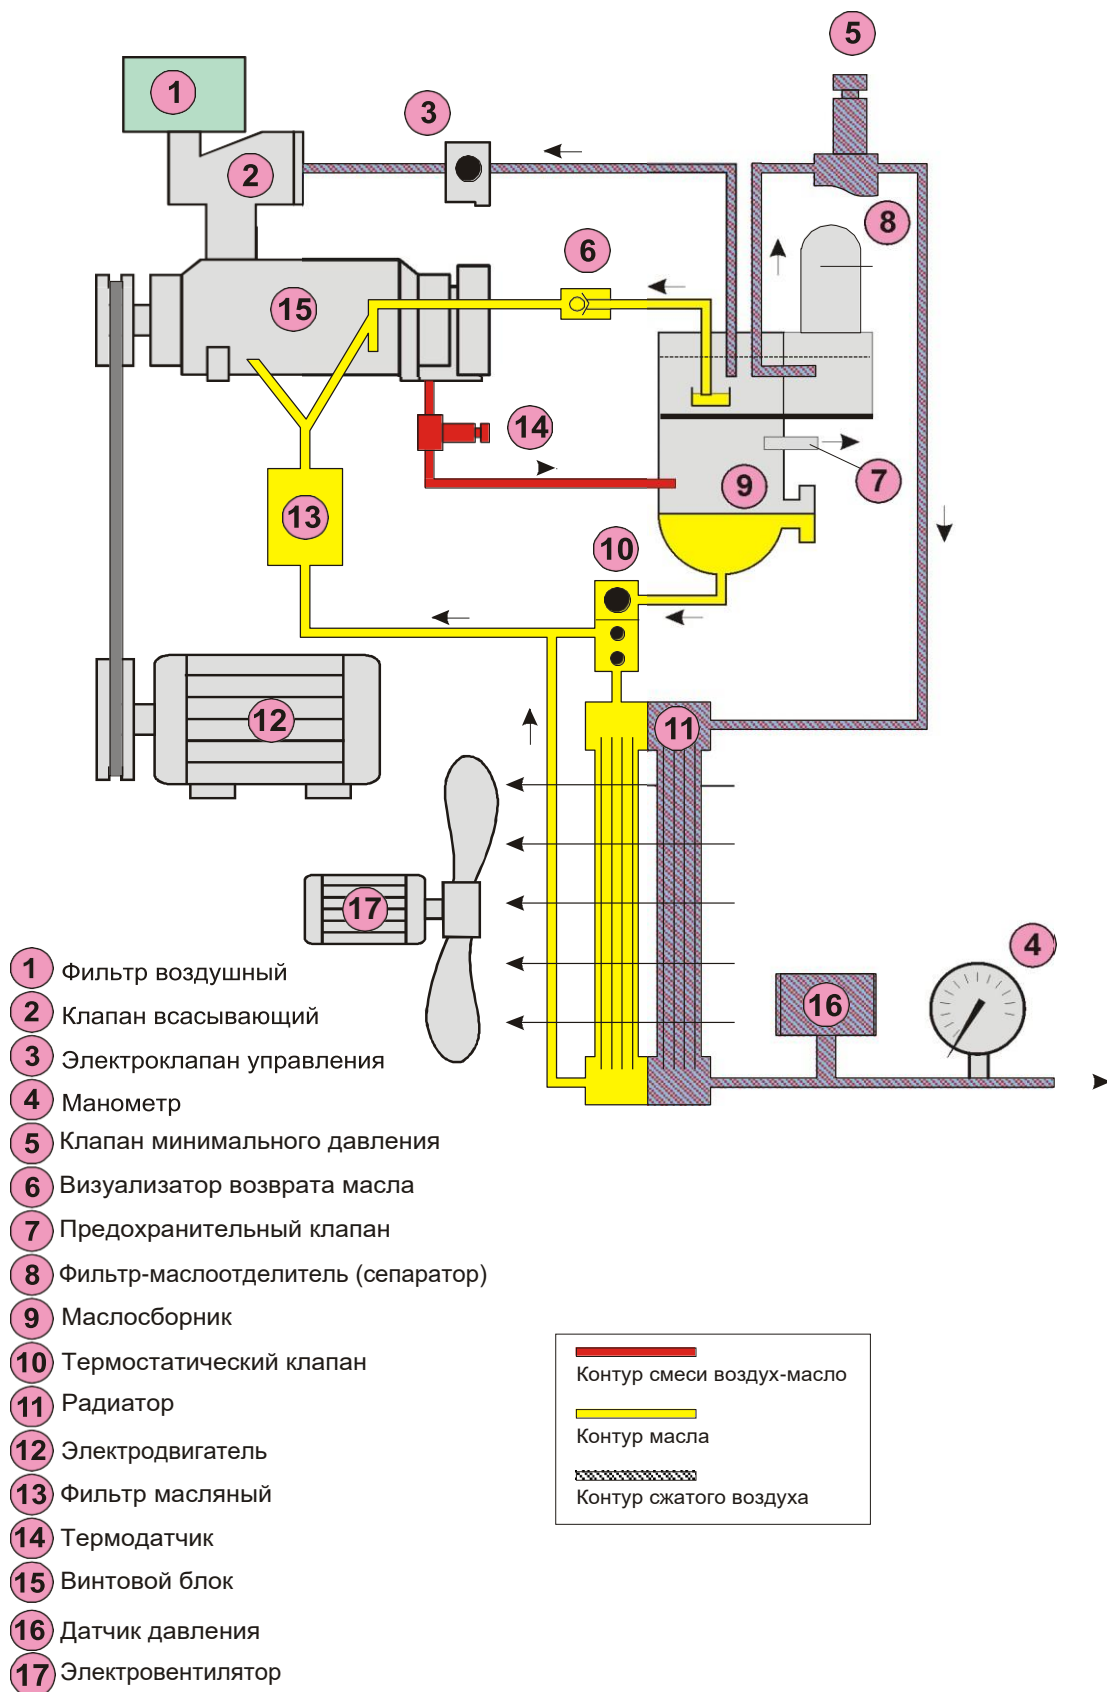 5
1
3
2
8
6
15
14
7
9
13
10
12
11
17
4
16
1 Фильтр воздушный
2 Клапан всасывающий
3 Электроклапан управления
4 Манометр
5 Клапан минимального давления
6 Визуализатор возврата масла
7 Предохранительный клапан
8 Фильтр-маслоотделитель (сепаратор)
9 Маслосборник
10 Термостатический клапан
11 Радиатор
12 Электродвигатель
13 Фильтр масляный
14 Термодатчик
15 Винтовой блок
16 Датчик давления
17 Электровентилятор
Контур смеси воздух-масло
Контур масла
Контур сжатого воздуха